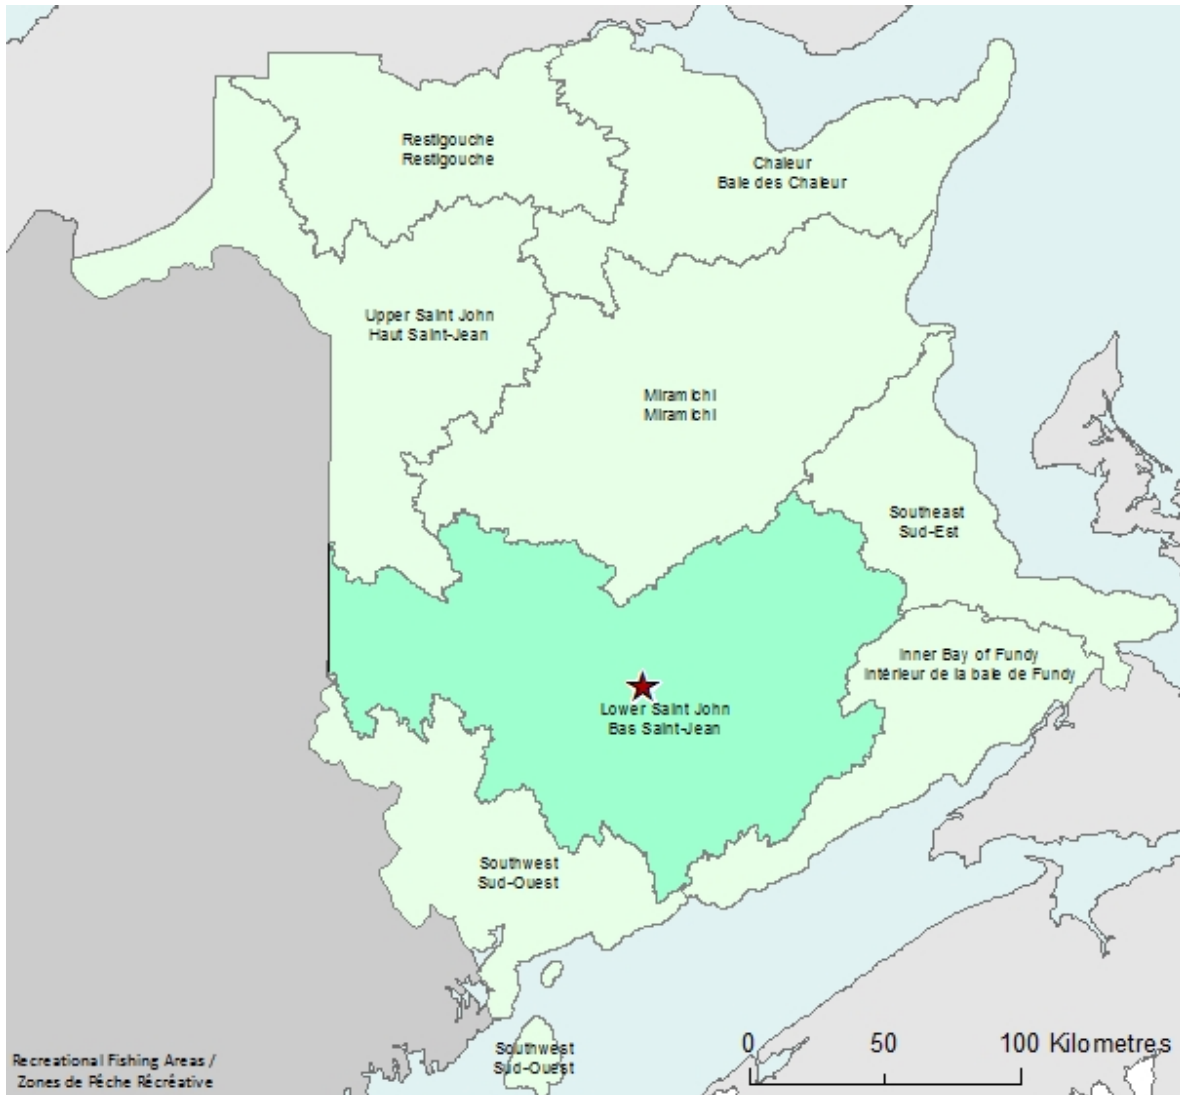 Restigouche
Restigouche
Chaleur
Baie des Chaleur
Upper Saint John
Haut Saint-Jean
Miramichi
Miramichi
Southeast
Sud-Est
Inner Bay of Fundy
Intérieur de la baie de Fundy
Lower Saint John
Bas Saint-Jean
Southwest
Sud-Ouest
Southwest
Sud-Ouest
0 50 100 Kilometres
Recreational Fishing Areas /
Zones de Pêche Récréative